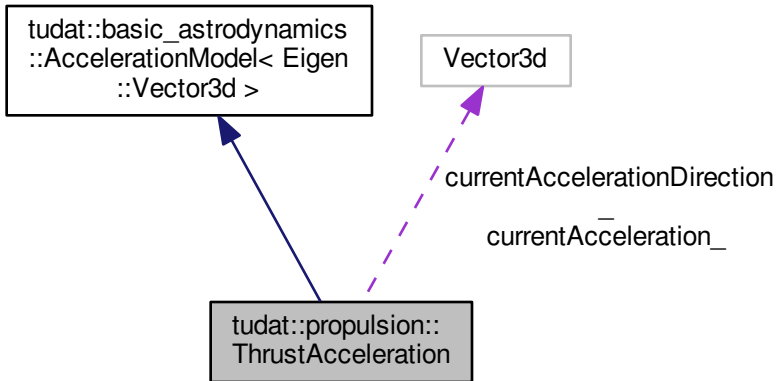 tudat::basic_astrodynamics
::AccelerationModel< Eigen
::Vector3d >
Vector3d
currentAccelerationDirection
_
currentAcceleration_
tudat::propulsion::
ThrustAcceleration